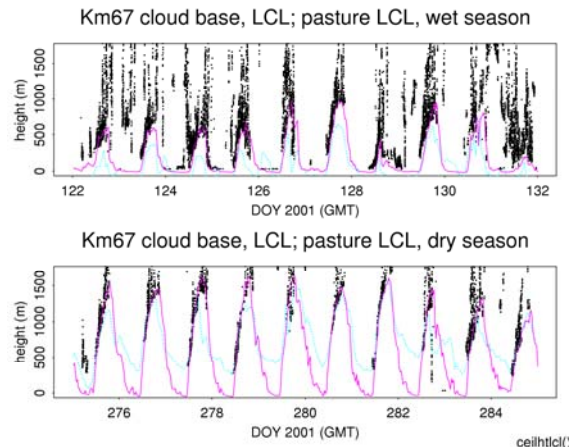 Km67 cloud base, LCL; pasture LCL, wet season
height (m)
0 500 1000 1500
122 124 126 128 130 132
DOY 2001 (GMT)
Km67 cloud base, LCL; pasture LCL, dry season
height (m)
0 500 1000 1500
276 278 280 282 284
DOY 2001 (GMT)
ceilhtlcl(